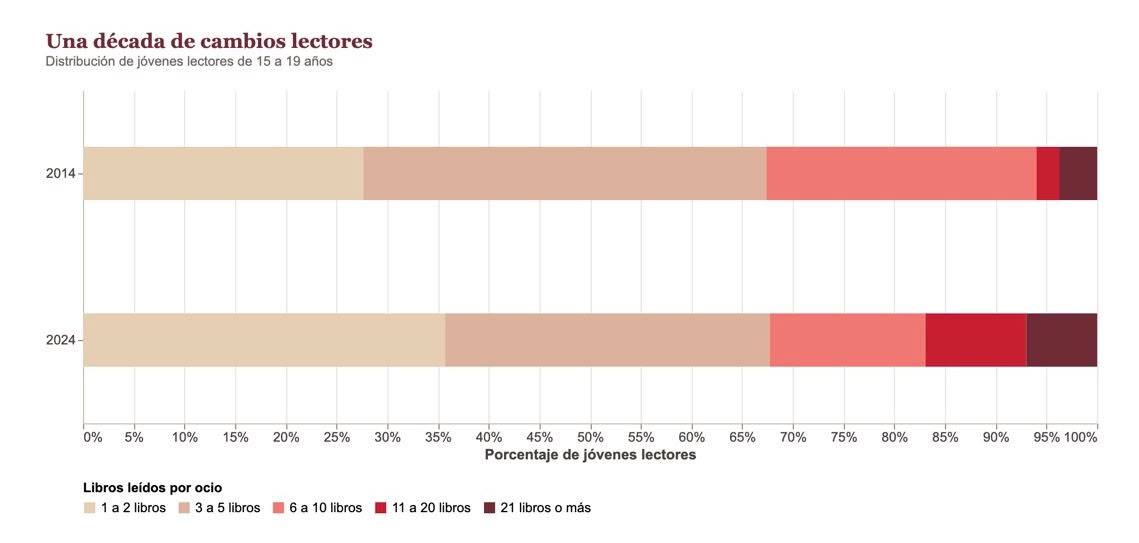 Una década de cambios lectores
Distribución de jóvenes lectores de 15 a 19 años
2014
2024
0% 5% 10% 15% 20% 25% 30% 35% 40% 45% 50% 55% 60% 65% 70% 75% 80% 85% 90% 95% 100%
Porcentaje de jóvenes lectores
Libros leídos por ocio
1 a 2 libros 3 a 5 libros 6 a 10 libros 11 a 20 libros 21 libros o más